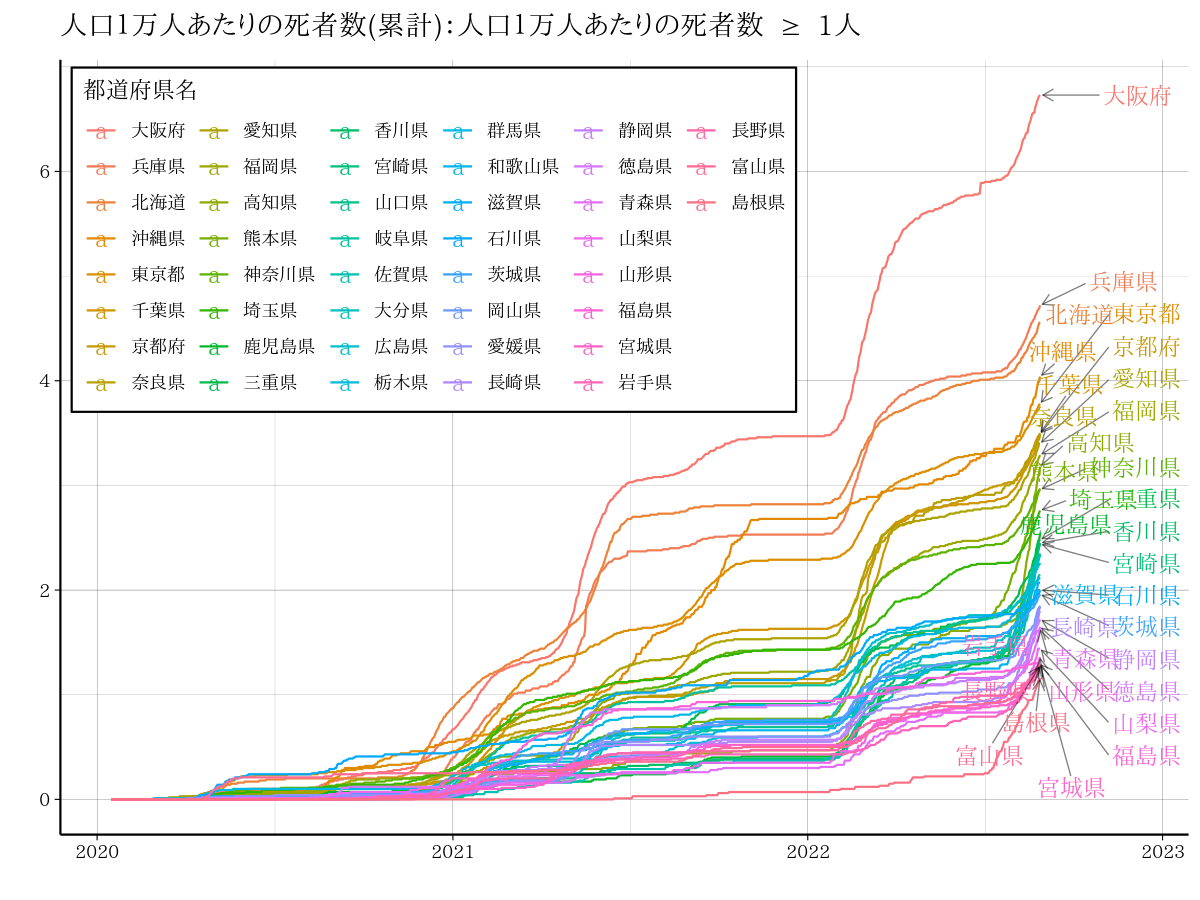 人口1万人あたりの死者数(累計): 人口1万人あたりの死者数 ≥ 1人
都道府県名
a 大阪府 a 愛知県 a 香川県 a 群馬県 a 静岡県 a 長野県
a 兵庫県 a 福岡県 a 宮崎県 a 和歌山県 a 徳島県 a 富山県
a 北海道 a 高知県 a 山口県 a 滋賀県 a 青森県 a 島根県
a 沖縄県 a 熊本県 a 岐阜県 a 石川県 a 山梨県
a 東京都 a 神奈川県 a 佐賀県 a 茨城県 a 山形県
a 千葉県 a 埼玉県 a 大分県 a 岡山県 a 福島県
a 京都府 a 鹿児島県 a 広島県 a 愛媛県 a 宮城県
a 奈良県 a 三重県 a 栃木県 a 長崎県 a 岩手県
大阪府
兵庫県
北海道
東京都
沖縄県
京都府
千葉県
愛知県
奈良県
福岡県
高知県
熊本県
神奈川県
埼玉県
三重県
鹿児島県
香川県
宮崎県
滋賀県
石川県
長崎県
茨城県
岩手県
青森県
静岡県
長野県
山形県
徳島県
島根県
山梨県
富山県
福島県
宮城県
6
4
2
0
2020
2021
2022
2023